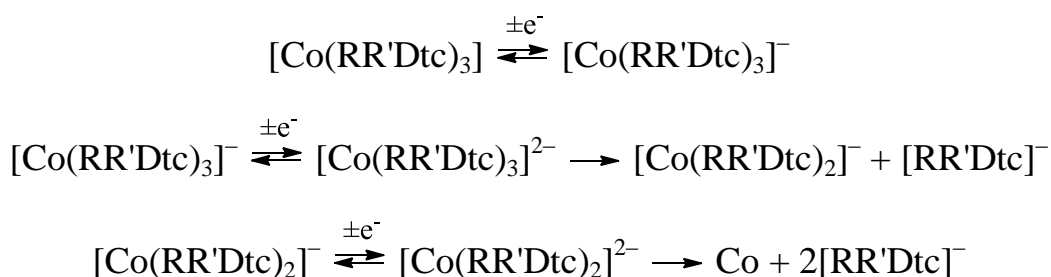 [Co(RR'Dtc)₃] ±e⁻ ⇌ [Co(RR'Dtc)₃]⁻
[Co(RR'Dtc)₃]⁻ ±e⁻ ⇌ [Co(RR'Dtc)₃]²⁻ → [Co(RR'Dtc)₂]⁻ + [RR'Dtc]⁻
[Co(RR'Dtc)₂]⁻ ±e⁻ ⇌ [Co(RR'Dtc)₂]²⁻ → Co + 2[RR'Dtc]⁻